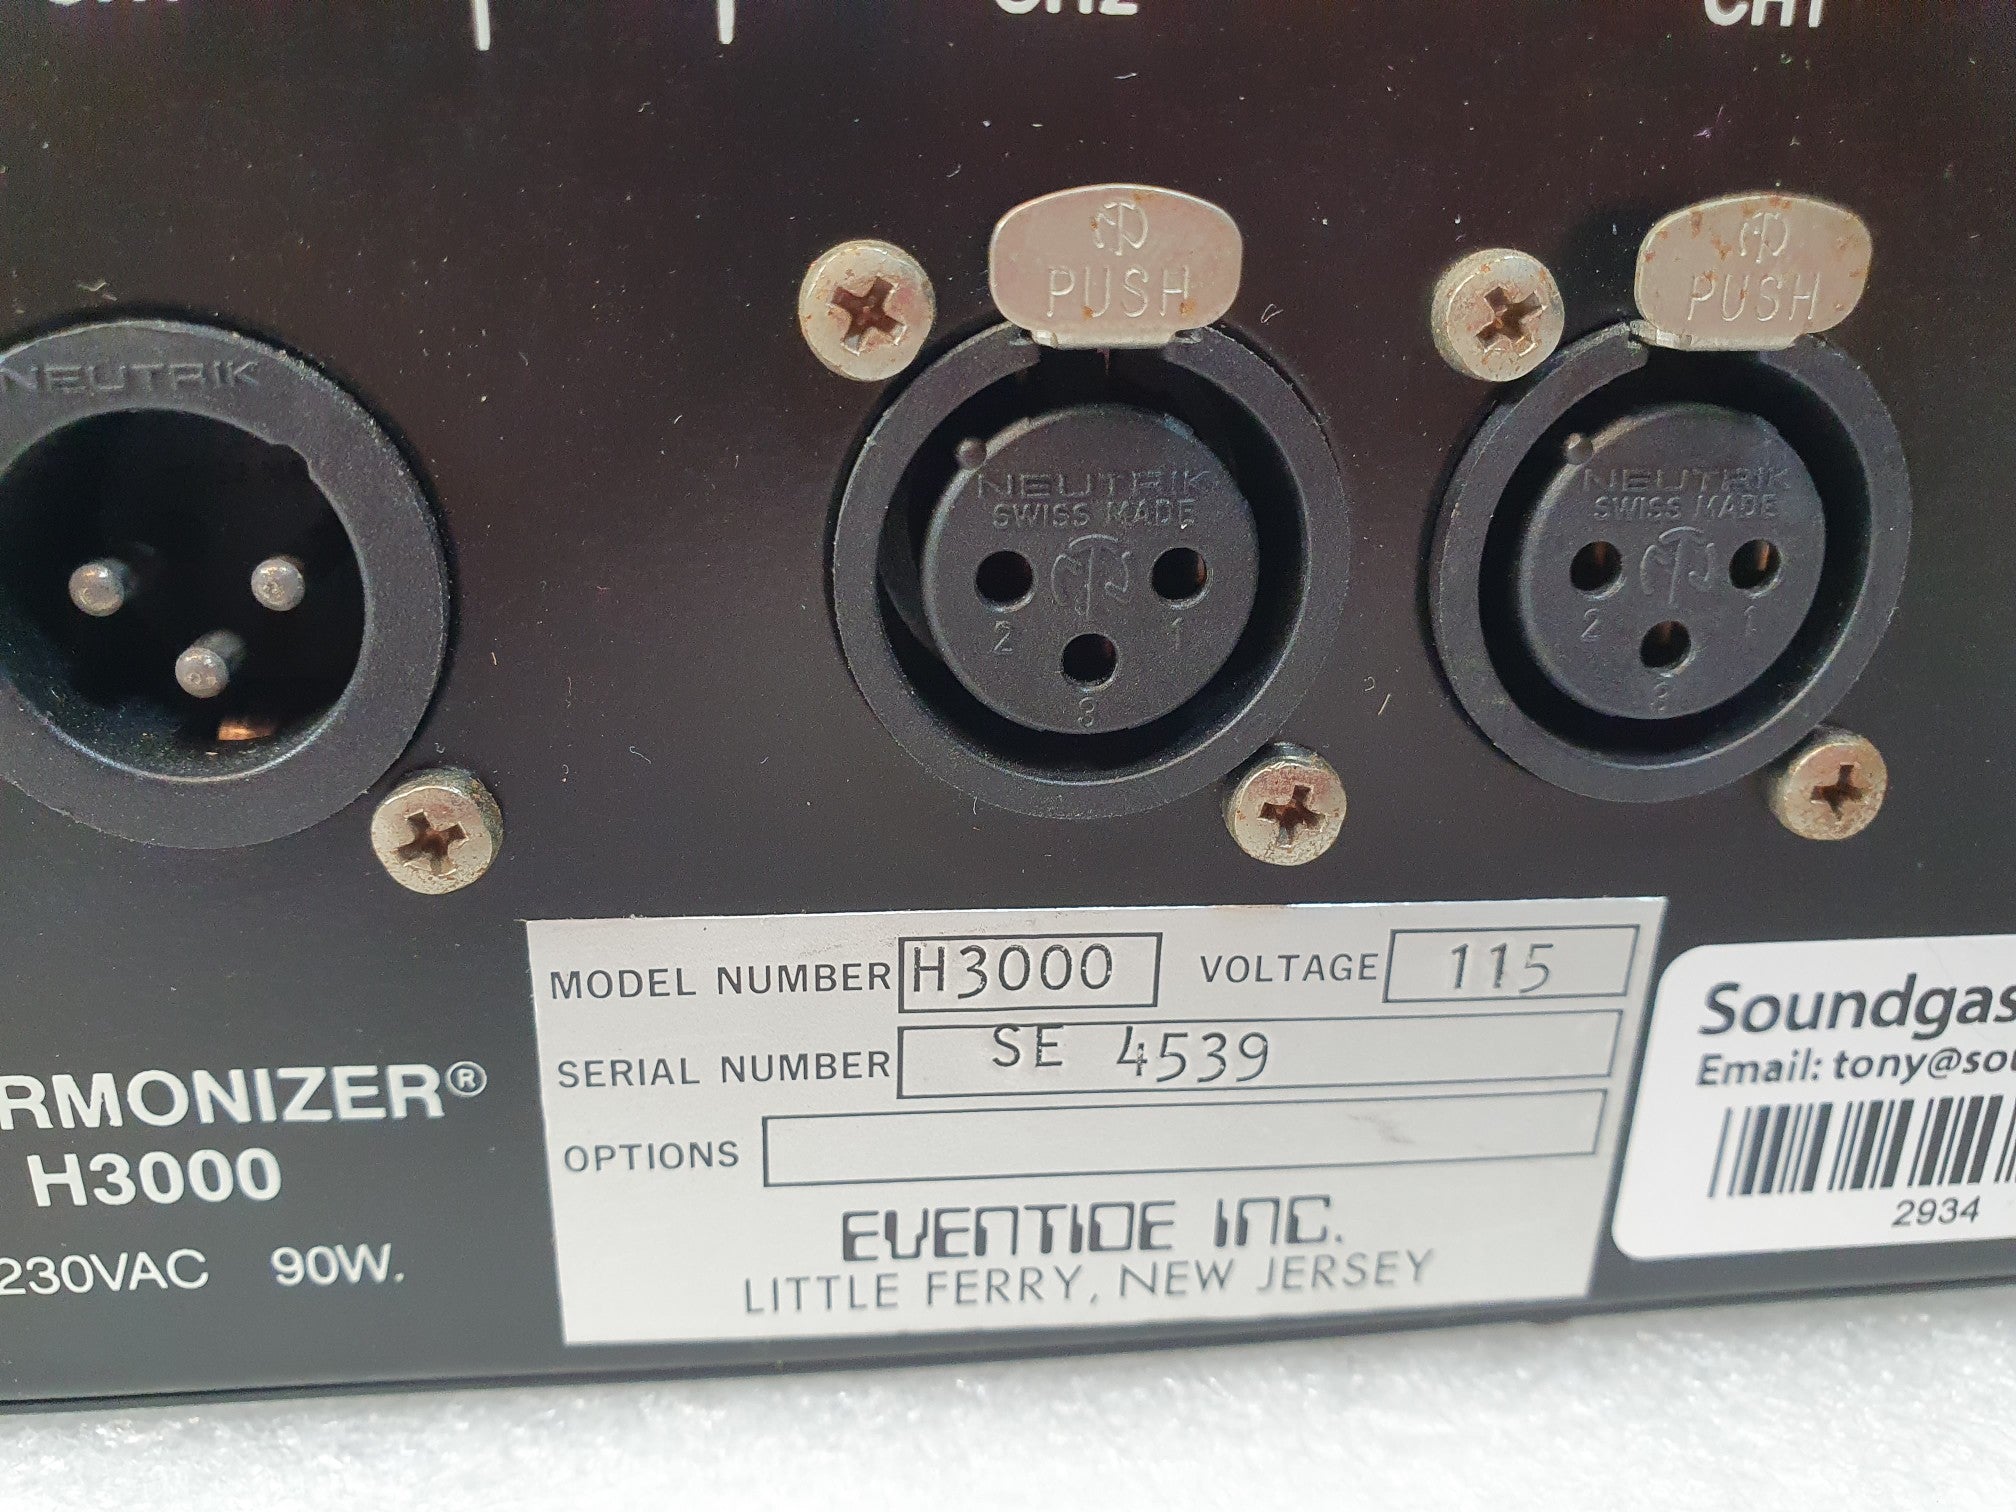 CH2
CH1
PUSH
PUSH
NEUTRIK
NEUTRIK
SWISS MADE
2 1
3
NEUTRIK
SWISS MADE
2 1
3
MODEL NUMBER H3000 VOLTAGE 115
SERIAL NUMBER SE 4539
OPTIONS
EVENTIDE INC.
LITTLE FERRY, NEW JERSEY
RMONIZER®
H3000
230VAC 90W.
Soundgas
Email: tony@sou
2934